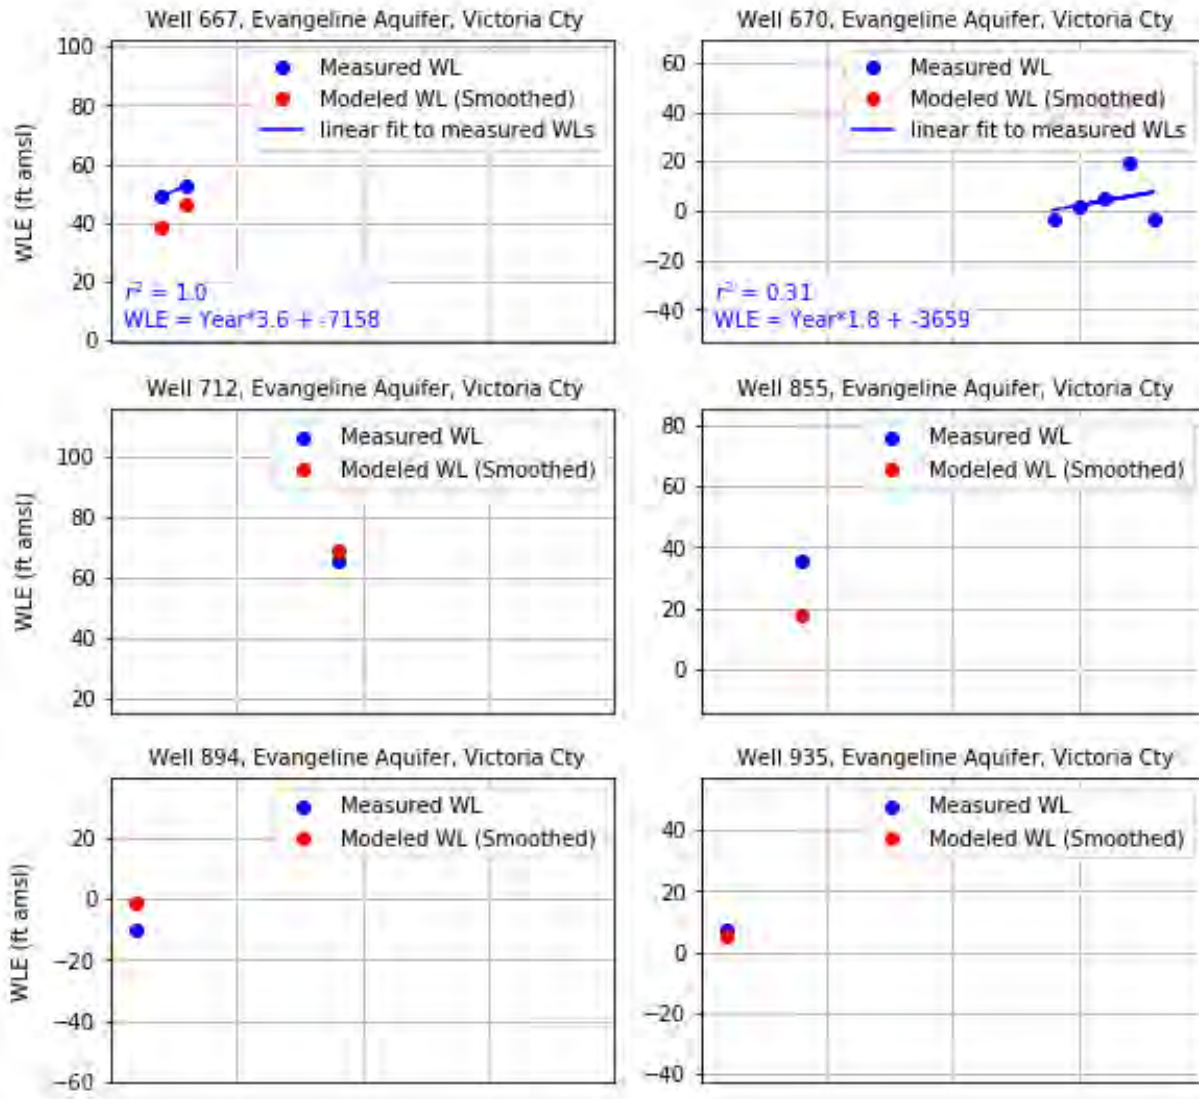 Well 667, Evangeline Aquifer, Victoria Cty
100
80
60
40
20
0
WLE (ft amsl)
Measured WL
Modeled WL (Smoothed)
linear fit to measured WLs
r² = 1.0
WLE = Year*3.6 + -7158
Well 670, Evangeline Aquifer, Victoria Cty
60
40
20
0
−20
−40
Measured WL
Modeled WL (Smoothed)
linear fit to measured WLs
r² = 0.31
WLE = Year*1.8 + -3659
Well 712, Evangeline Aquifer, Victoria Cty
100
80
60
40
20
WLE (ft amsl)
Measured WL
Modeled WL (Smoothed)
Well 855, Evangeline Aquifer, Victoria Cty
80
60
40
20
0
Measured WL
Modeled WL (Smoothed)
Well 894, Evangeline Aquifer, Victoria Cty
20
0
−20
−40
−60
WLE (ft amsl)
Measured WL
Modeled WL (Smoothed)
Well 935, Evangeline Aquifer, Victoria Cty
40
20
0
−20
−40
Measured WL
Modeled WL (Smoothed)